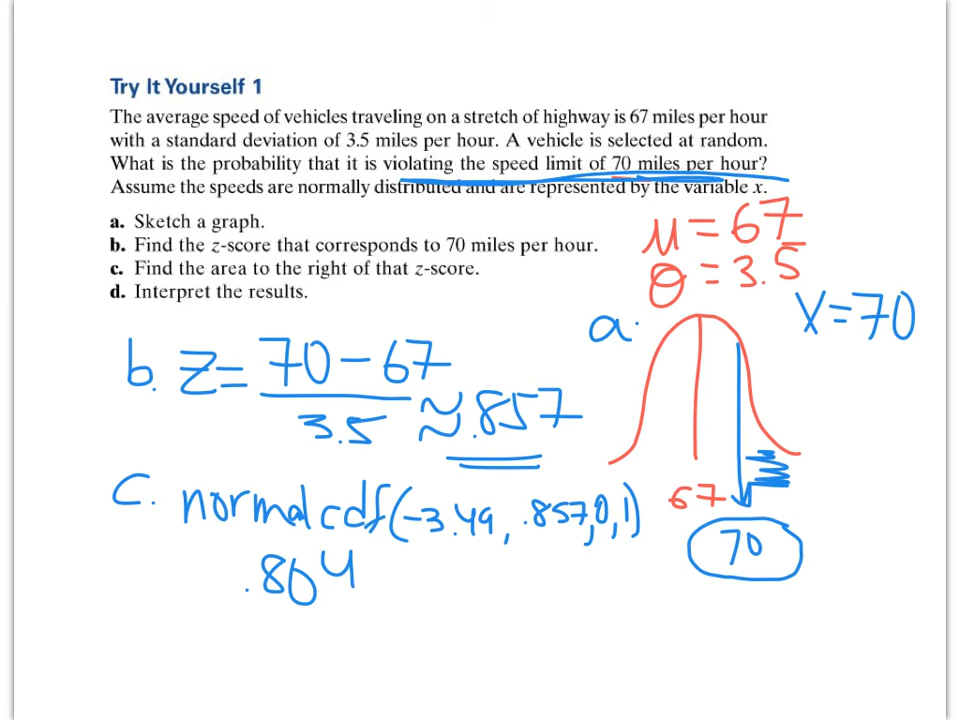 Try It Yourself 1
The average speed of vehicles traveling on a stretch of highway is 67 miles per hour
with a standard deviation of 3.5 miles per hour. A vehicle is selected at random.
What is the probability that it is violating the speed limit of 70 miles per hour?
Assume the speeds are normally distributed and are represented by the variable x.
a. Sketch a graph.
b. Find the z-score that corresponds to 70 miles per hour.
c. Find the area to the right of that z-score.
d. Interpret the results.
μ = 67
θ = 3.5
X=70
a.
b. z = 70 - 67
3.5 ≈ .857
C. normalcdf(-3.49, .857,0,1)
.804
67
70